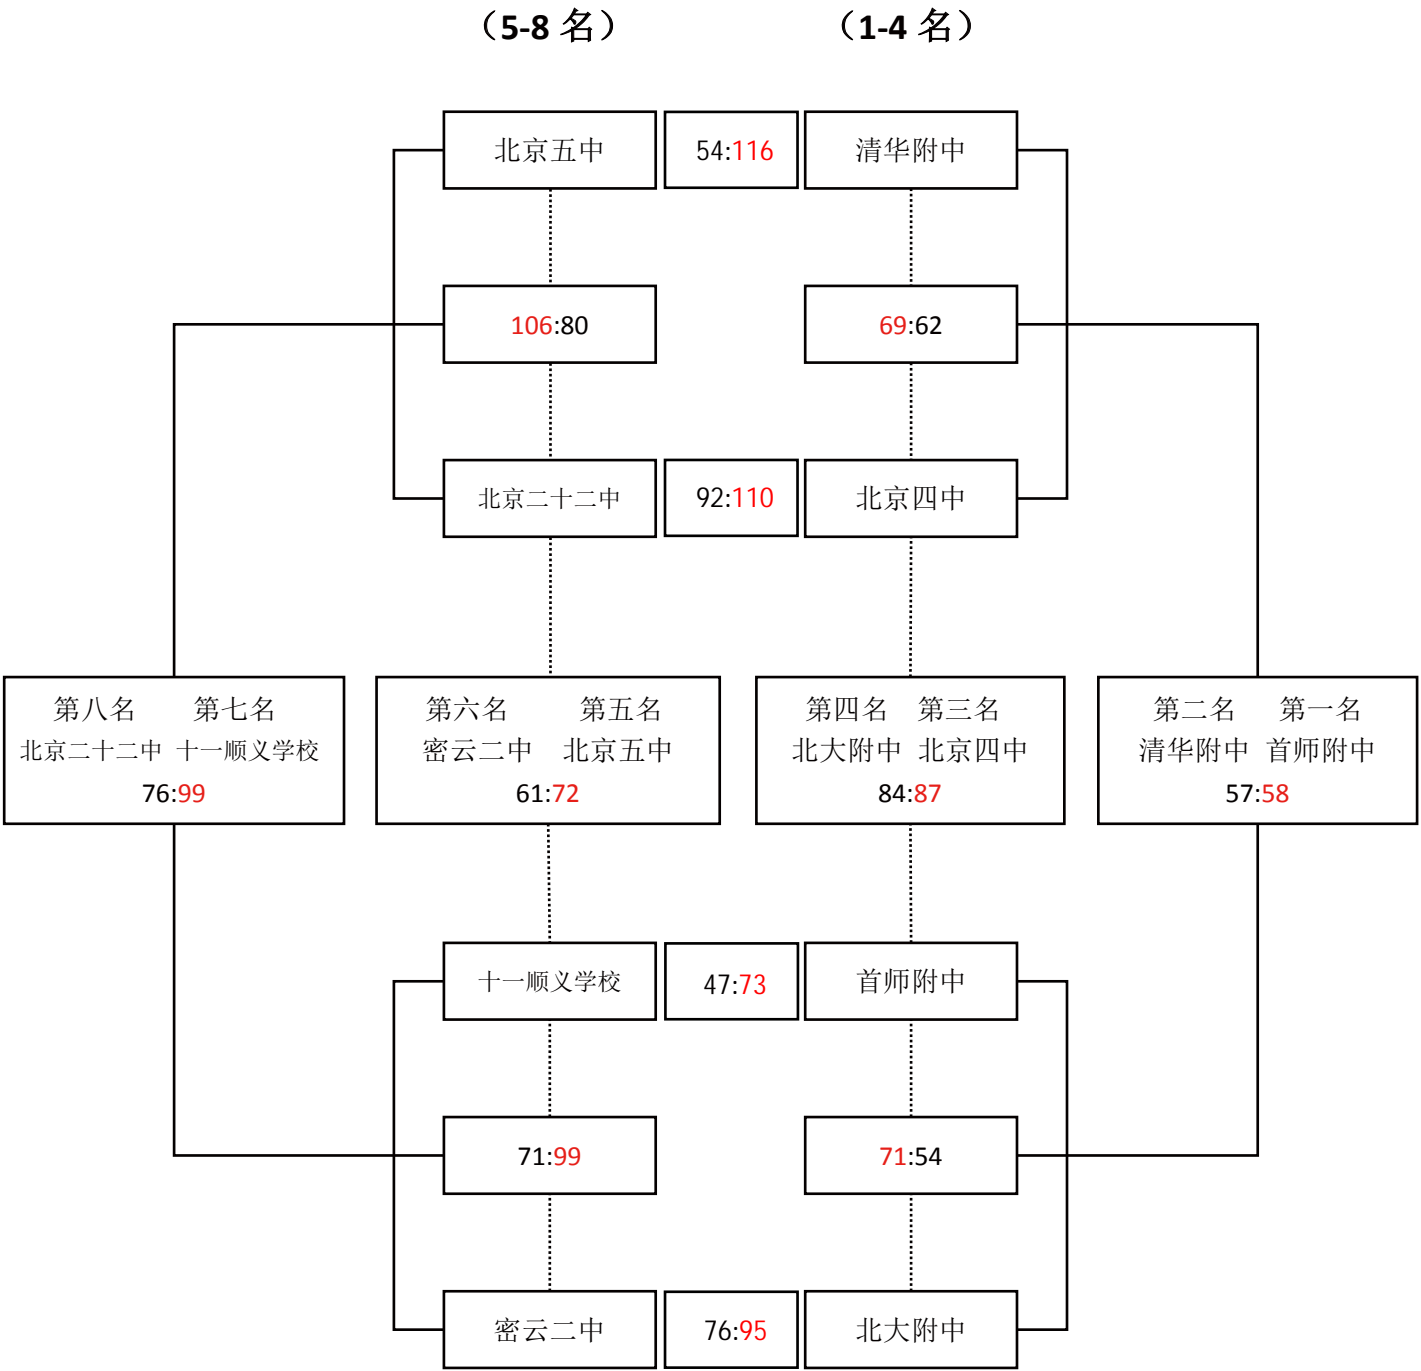 （5-8 名） （1-4 名）
北京五中 54:116 清华附中
106:80 69:62
北京二十二中 92:110 北京四中
第八名 第七名 第六名 第五名 第四名 第三名 第二名 第一名
北京二十二中 十一顺义学校 密云二中 北京五中 北大附中 北京四中 清华附中 首师附中
76:99 61:72 84:87 57:58
十一顺义学校 47:73 首师附中
71:99 71:54
密云二中 76:95 北大附中